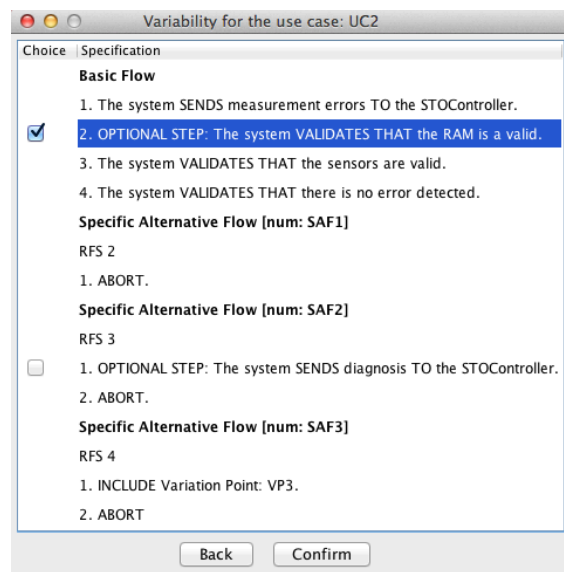 Variability for the use case: UC2
Choice Specification
Basic Flow
1. The system SENDS measurement errors TO the STOController.
2. OPTIONAL STEP: The system VALIDATES THAT the RAM is a valid.
3. The system VALIDATES THAT the sensors are valid.
4. The system VALIDATES THAT there is no error detected.
Specific Alternative Flow [num: SAF1]
RFS 2
1. ABORT.
Specific Alternative Flow [num: SAF2]
RFS 3
1. OPTIONAL STEP: The system SENDS diagnosis TO the STOController.
2. ABORT.
Specific Alternative Flow [num: SAF3]
RFS 4
1. INCLUDE Variation Point: VP3.
2. ABORT
Back Confirm